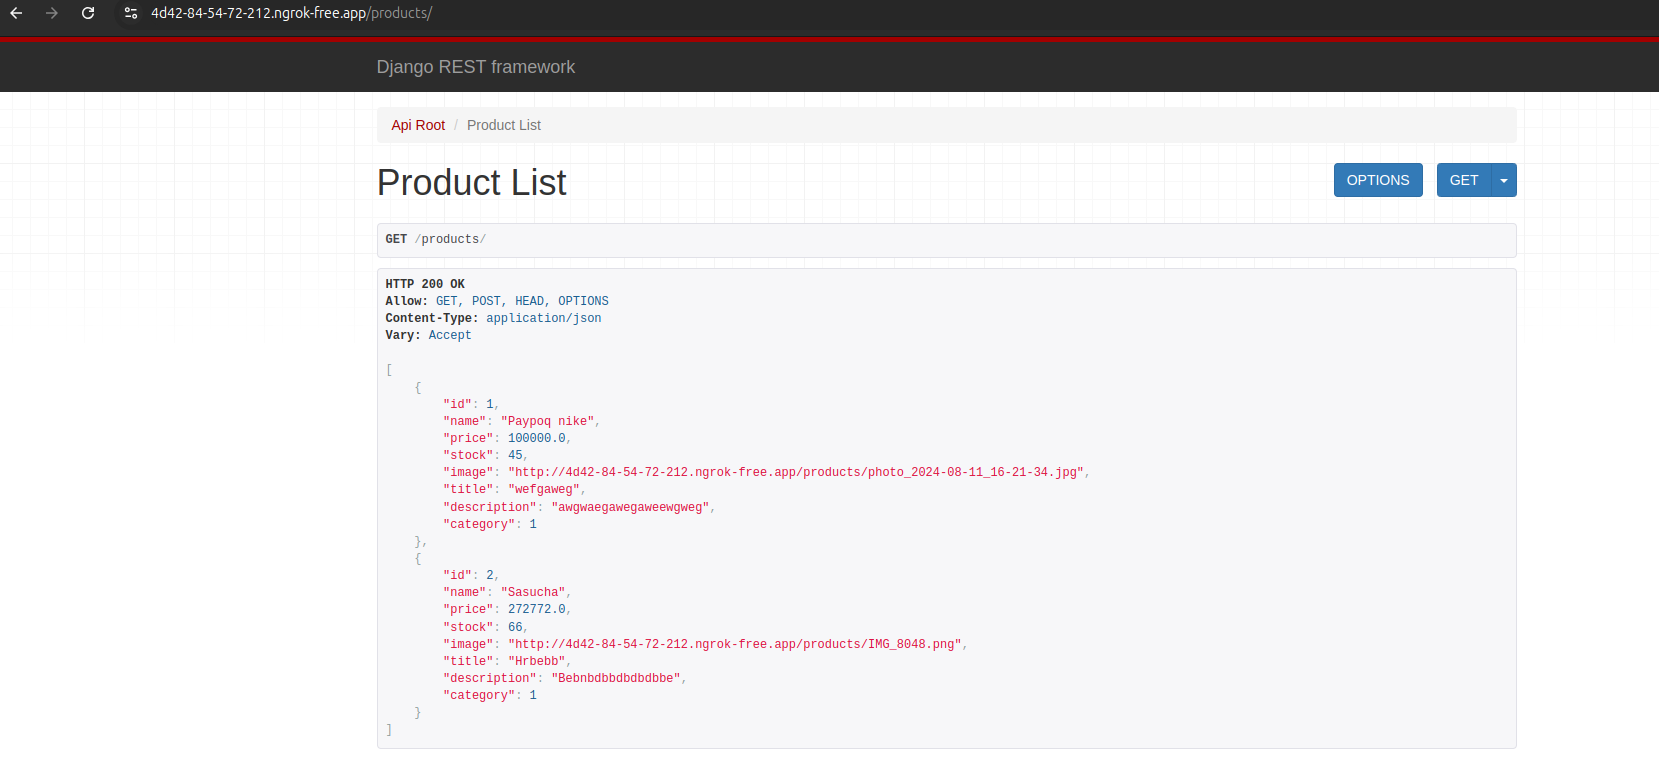 4d42-84-54-72-212.ngrok-free.app/products/
Django REST framework
Api Root / Product List
Product List
OPTIONS GET
GET /products/
HTTP 200 OK
Allow: GET, POST, HEAD, OPTIONS
Content-Type: application/json
Vary: Accept
[
    {
        "id": 1,
        "name": "Paypoq nike",
        "price": 100000.0,
        "stock": 45,
        "image": "http://4d42-84-54-72-212.ngrok-free.app/products/photo_2024-08-11_16-21-34.jpg",
        "title": "wefgaweg",
        "description": "awgwaegawegaweewgweg",
        "category": 1
    },
    {
        "id": 2,
        "name": "Sasucha",
        "price": 272772.0,
        "stock": 66,
        "image": "http://4d42-84-54-72-212.ngrok-free.app/products/IMG_8048.png",
        "title": "Hrbebb",
        "description": "Bebnbdbbdbdbdbbe",
        "category": 1
    }
]